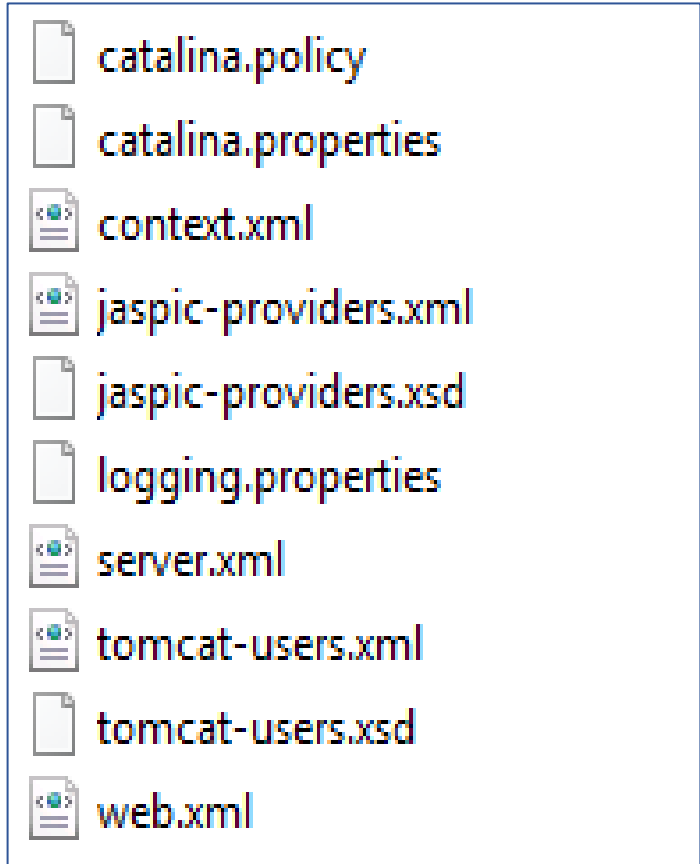 catalina.policy
catalina.properties
context.xml
jaspic-providers.xml
jaspic-providers.xsd
logging.properties
server.xml
tomcat-users.xml
tomcat-users.xsd
web.xml